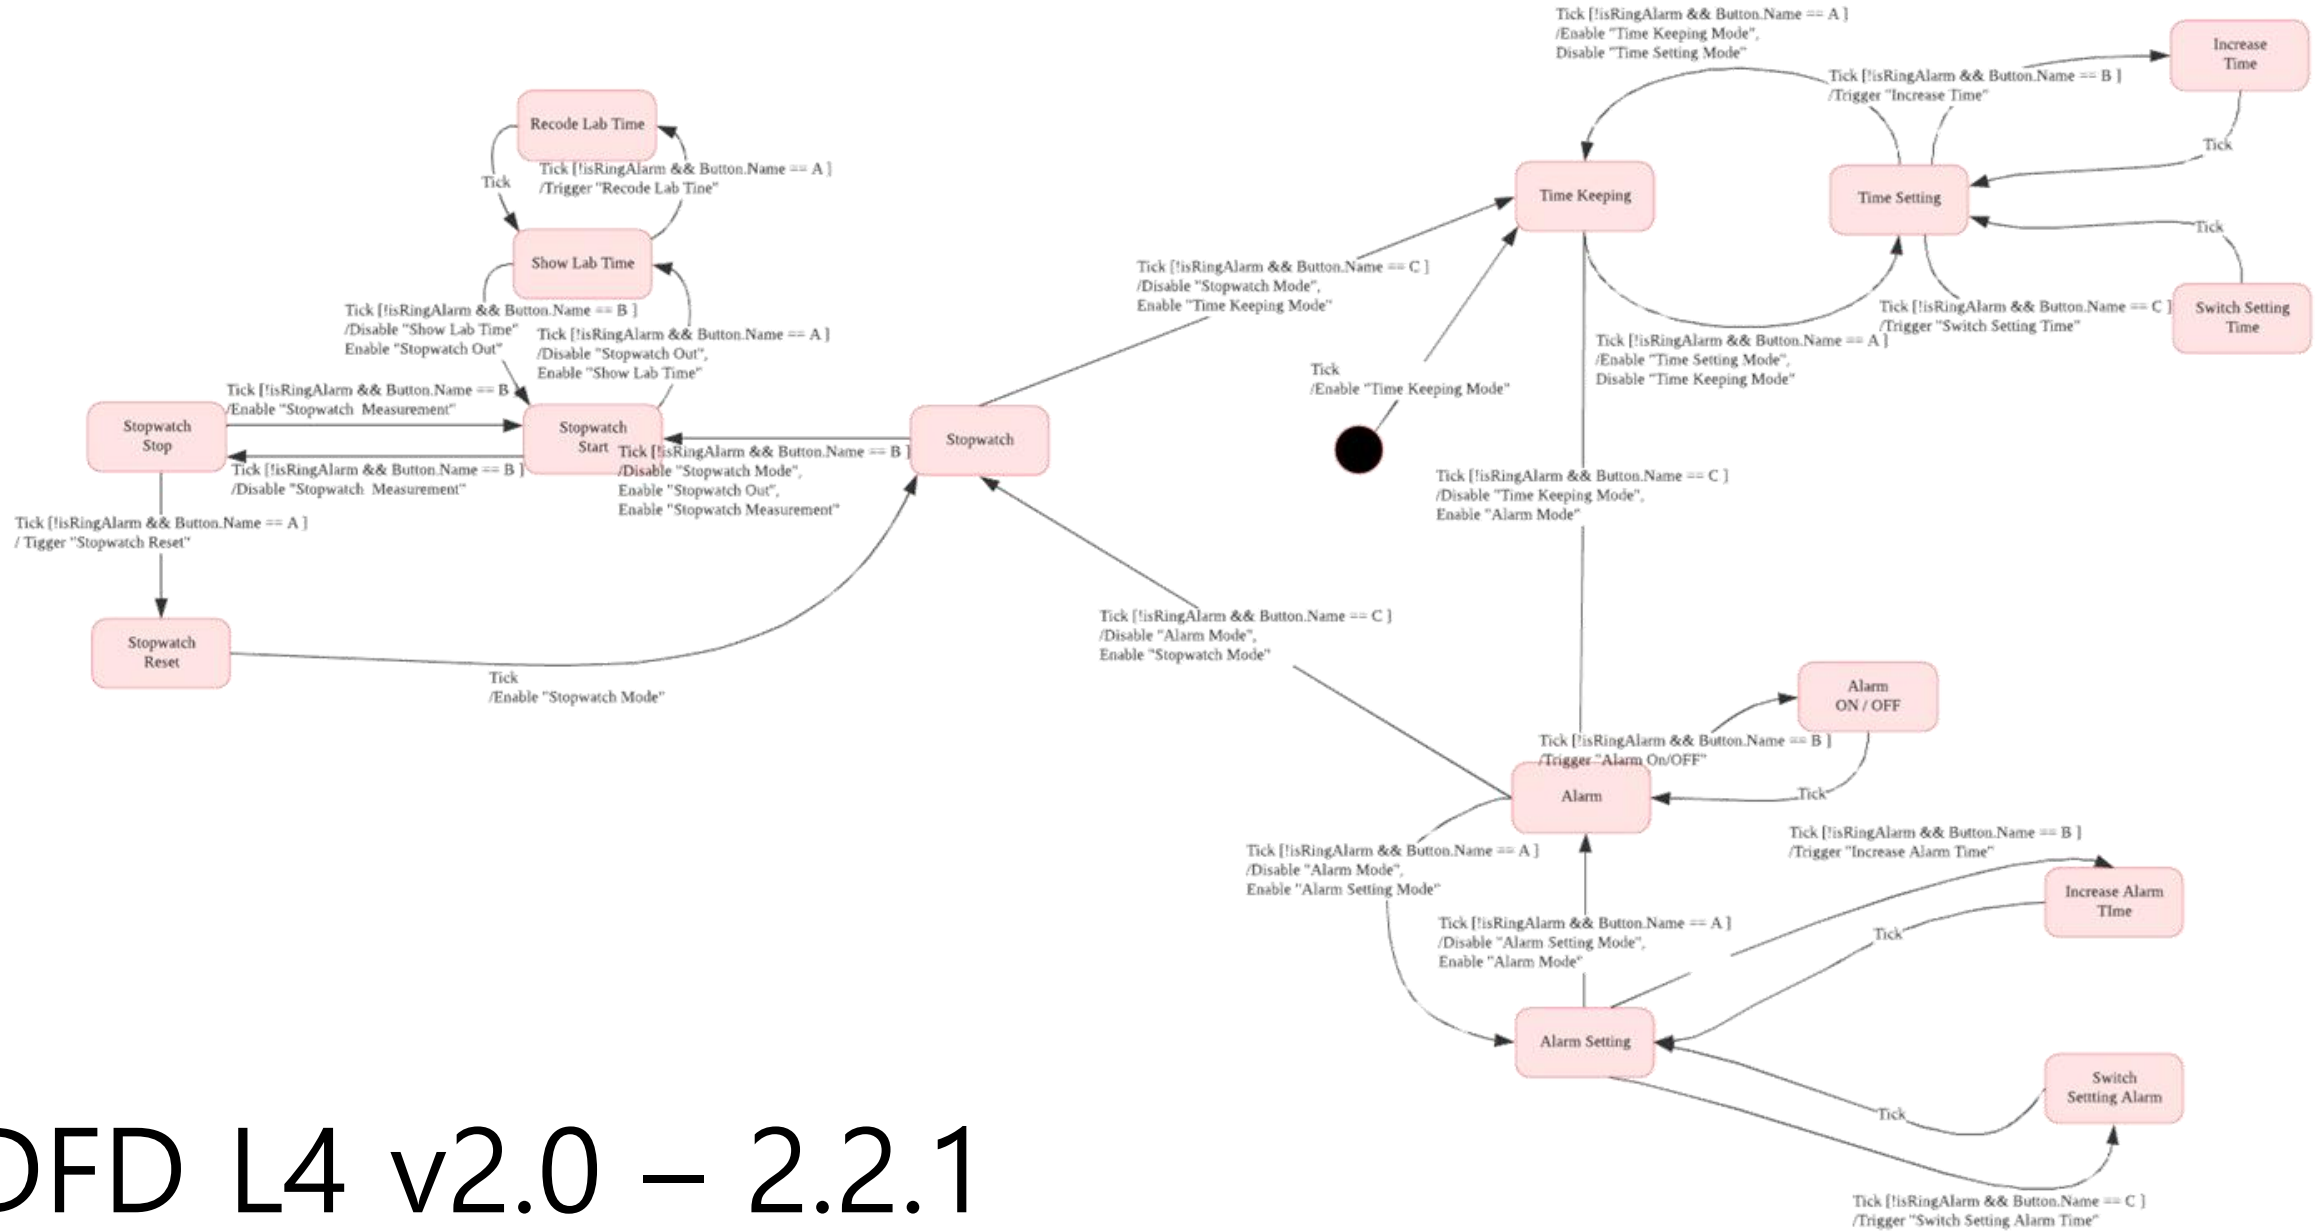 Tick [!isRingAlarm && Button.Name == A ]
/Enable "Time Keeping Mode",
Disable "Time Setting Mode"
Increase
Time
Tick [!isRingAlarm && Button.Name == B ]
/Trigger "Increase Time"
Tick
Recode Lab Time
Tick [!isRingAlarm && Button.Name == A ]
/Trigger "Recode Lab Tine"
Tick
Time Keeping
Time Setting
Tick
Show Lab Time
Tick [!isRingAlarm && Button.Name == C ]
/Disable "Stopwatch Mode",
Enable "Time Keeping Mode"
Tick [!isRingAlarm && Button.Name == C ]
/Trigger "Switch Setting Time"
Switch Setting
Time
Tick [!isRingAlarm && Button.Name == B ]
/Disable "Show Lab Time"
Enable "Stopwatch Out"
Tick [!isRingAlarm && Button.Name == A ]
/Disable "Stopwatch Out",
Enable "Show Lab Time"
Tick [!isRingAlarm && Button.Name == A ]
/Enable "Time Setting Mode",
Disable "Time Keeping Mode"
Tick
/Enable "Time Keeping Mode"
Tick [!isRingAlarm && Button.Name == B
/Enable "Stopwatch Measurement"
Stopwatch
Stop
Stopwatch
Start
Stopwatch
Tick [!isRingAlarm && Button.Name == B ]
/Disable "Stopwatch Measurement"
Tick [!isRingAlarm && Button.Name == B ]
/Disable "Stopwatch Mode",
Enable "Stopwatch Out",
Enable "Stopwatch Measurement"
Tick [!isRingAlarm && Button.Name == C ]
/Disable "Time Keeping Mode",
Enable "Alarm Mode"
Tick [!isRingAlarm && Button.Name == A ]
/ Tigger "Stopwatch Reset"
Stopwatch
Reset
Tick
/Enable "Stopwatch Mode"
Tick [!isRingAlarm && Button.Name == C ]
/Disable "Alarm Mode",
Enable "Stopwatch Mode"
Alarm
ON / OFF
Tick [!isRingAlarm && Button.Name == B ]
/Trigger "Alarm On/OFF"
Alarm
Tick
Tick [!isRingAlarm && Button.Name == B ]
/Trigger "Increase Alarm Time"
Tick [!isRingAlarm && Button.Name == A ]
/Disable "Alarm Mode",
Enable "Alarm Setting Mode"
Increase Alarm
TIme
Tick [!isRingAlarm && Button.Name == A ]
/Disable "Alarm Setting Mode",
Enable "Alarm Mode"
Tick
Alarm Setting
Switch
Settting Alarm
Tick
Tick [!isRingAlarm && Button.Name == C ]
/Trigger "Switch Setting Alarm Time"
DFD L4 v2.0 – 2.2.1